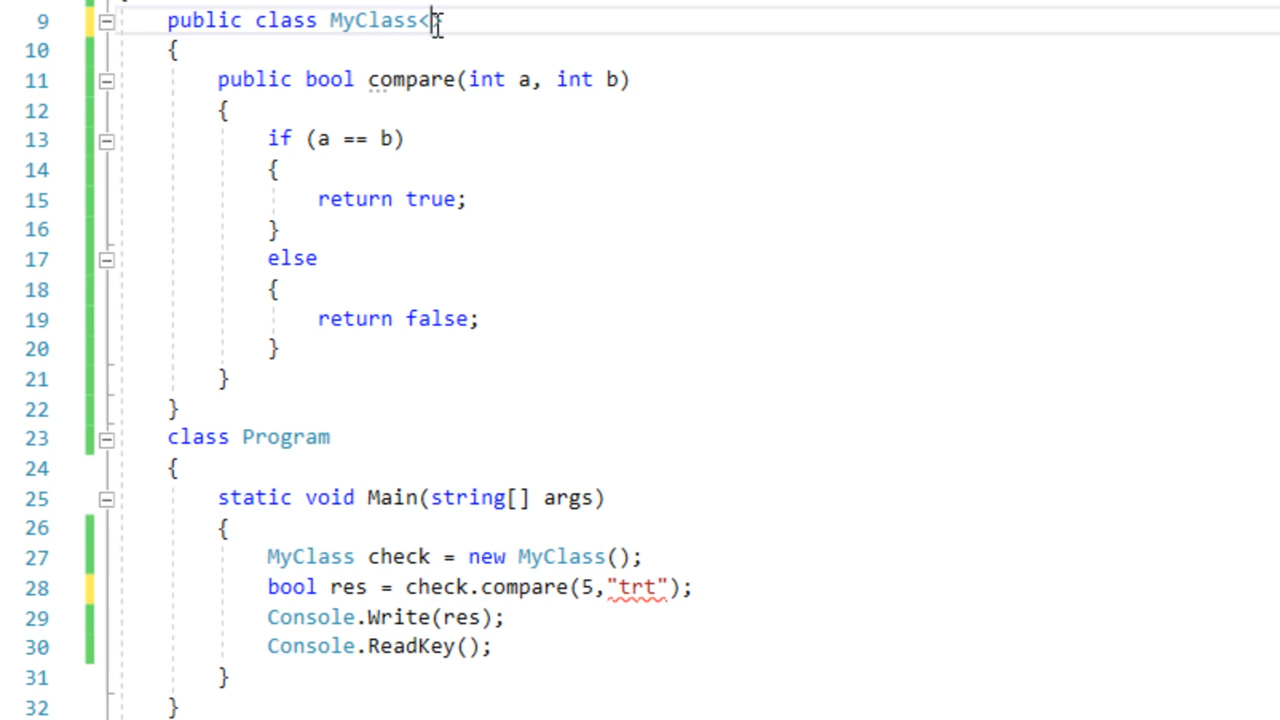 9 public class MyClass<>
10 {
11 public bool compare(int a, int b)
12 {
13 if (a == b)
14 {
15 return true;
16 }
17 else
18 {
19 return false;
20 }
21 }
22 }
23 class Program
24 {
25 static void Main(string[] args)
26 {
27 MyClass check = new MyClass();
28 bool res = check.compare(5,"trt");
29 Console.Write(res);
30 Console.ReadKey();
31 }
32 }